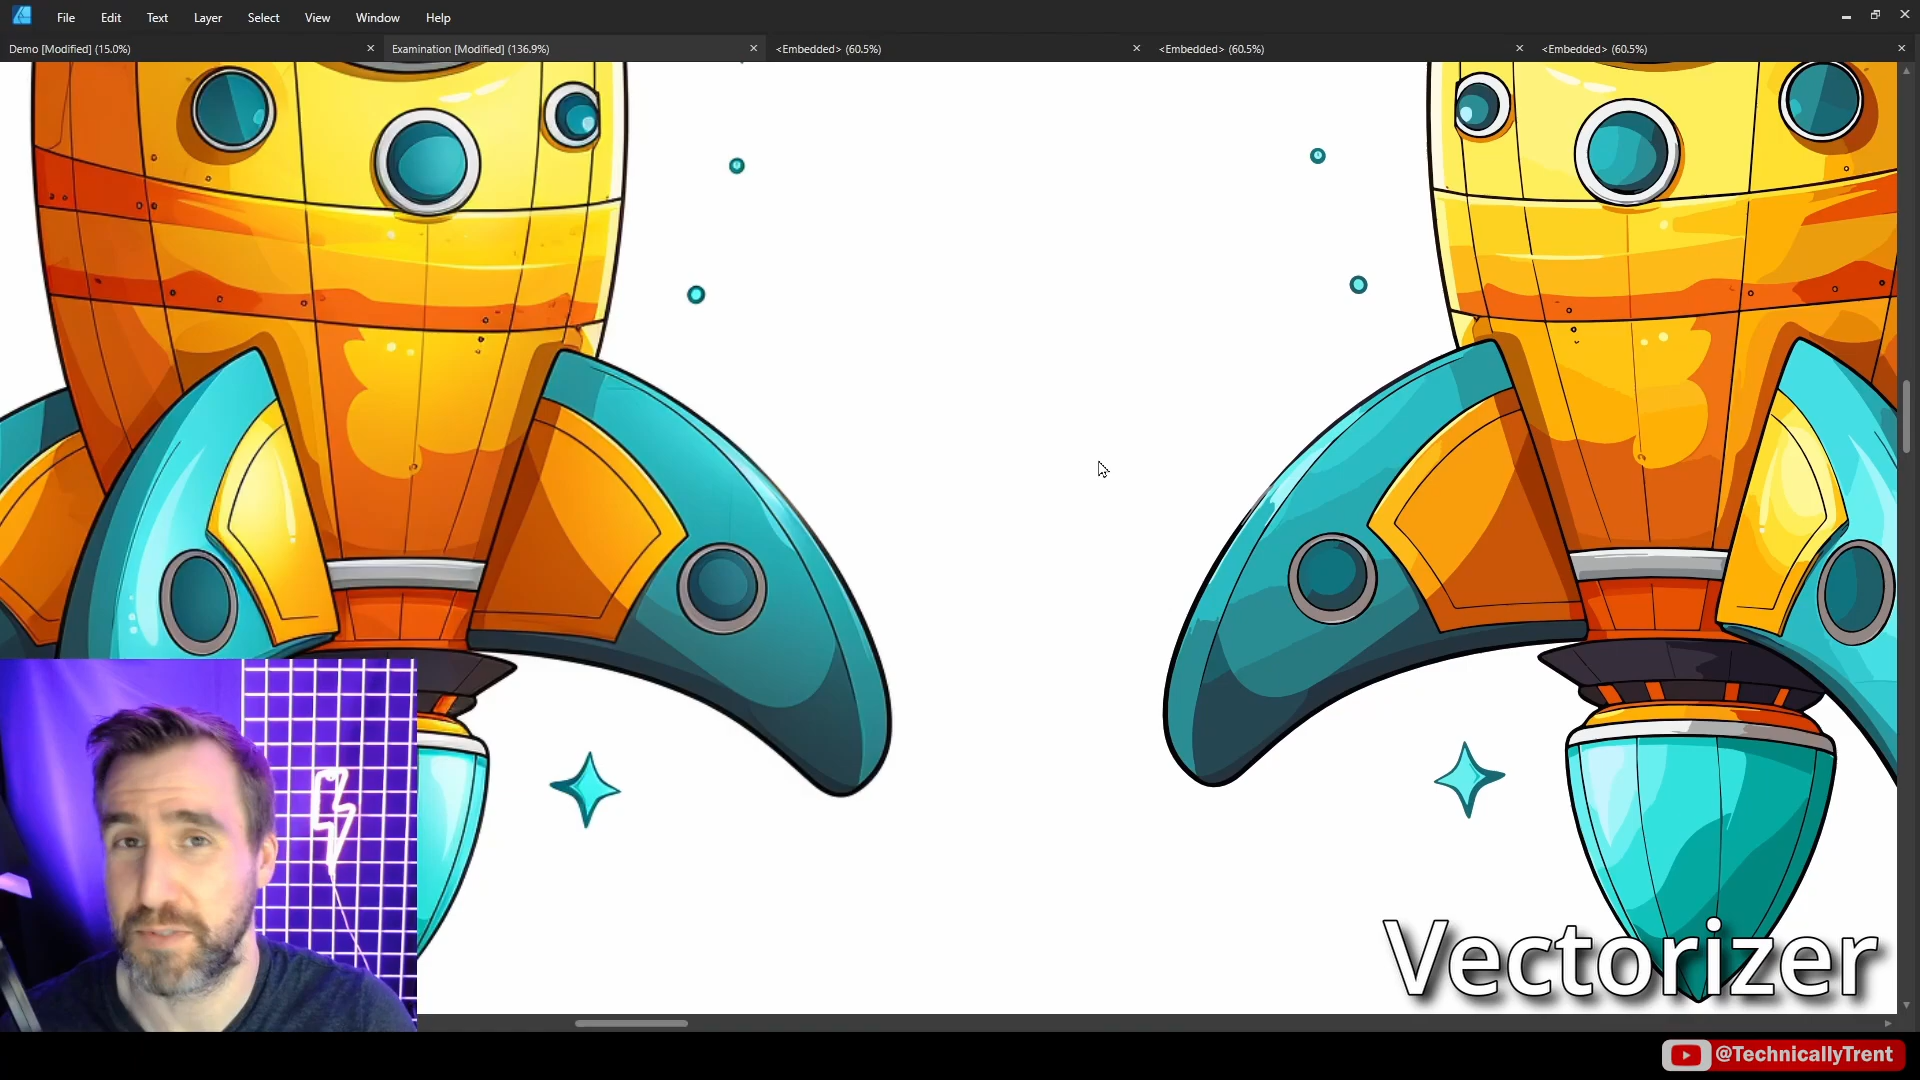 File Edit Text Layer Select View Window Help
Demo [Modified] (15.0%) Examination [Modified] (136.9%) <Embedded> (60.5%) <Embedded> (60.5%) <Embedded> (60.5%)
Vectorizer
@TechnicallyTrent